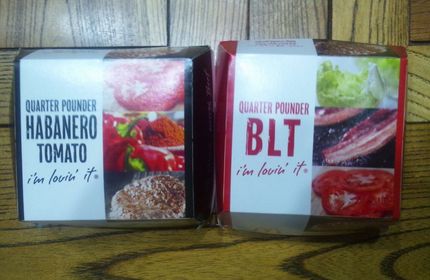 QUARTER POUNDER
HABANERO
TOMATO
i'm lovin' it®
QUARTER POUNDER
BLT
i'm lovin' it®